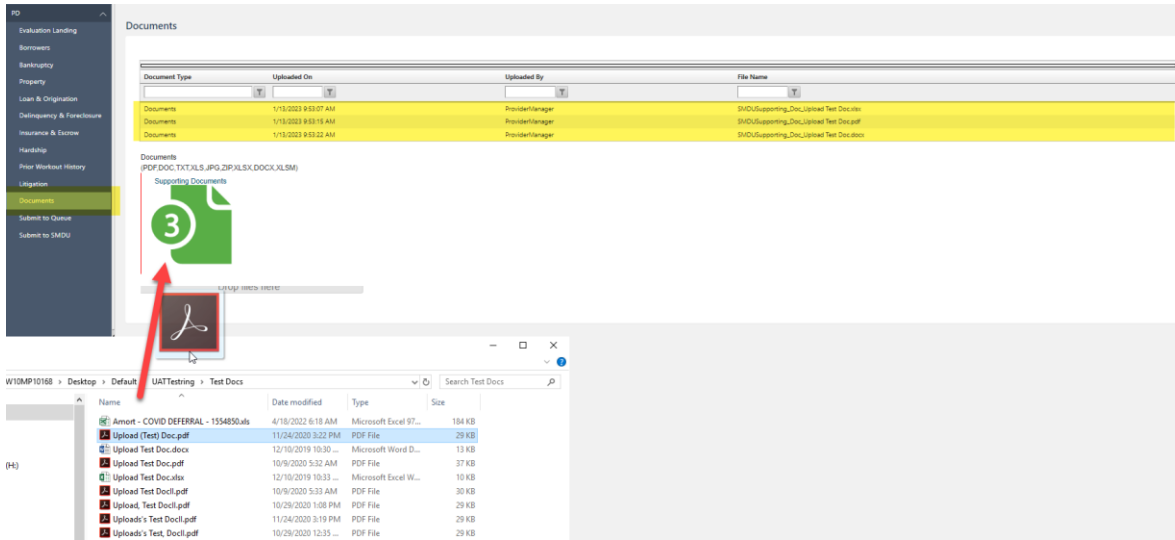 PD
Evaluation Landing
Borrowers
Bankruptcy
Property
Loan & Origination
Delinquency & Foreclosure
Insurance & Escrow
Hardship
Prior Workout History
Litigation
Documents
Submit to Queue
Submit to SMDU
Documents
Document Type Uploaded On Uploaded By File Name
Documents 1/13/2023 9:53:07 AM ProviderManager SMDUSupporting_Doc_Upload Test Doc.xlsx
Documents 1/13/2023 9:53:15 AM ProviderManager SMDUSupporting_Doc_Upload Test Doc.pdf
Documents 1/13/2023 9:53:22 AM ProviderManager SMDUSupporting_Doc_Upload Test Doc.docx
Documents
(PDF,DOC,TXT,XLS,JPG,ZIP,XLSX,DOCX,XLSM)
Supporting Documents
3
Drop files here
W10MP10168 > Desktop > Default UATTestring > Test Docs Search Test Docs
Name Date modified Type Size
Amort - COVID DEFERRAL - 1554850.xls 4/18/2022 6:18 AM Microsoft Excel 97... 184 KB
Upload (Test) Doc.pdf 11/24/2020 3:22 PM PDF File 29 KB
Upload Test Doc.docx 12/10/2019 10:30 ... Microsoft Word D... 13 KB
Upload Test Doc.pdf 10/9/2020 5:32 AM PDF File 37 KB
Upload Test Doc.xlsx 12/10/2019 10:33 ... Microsoft Excel W... 10 KB
Upload Test DocII.pdf 10/9/2020 5:33 AM PDF File 30 KB
Upload, Test DocII.pdf 10/29/2020 1:08 PM PDF File 29 KB
Uploads's Test DocII.pdf 11/24/2020 3:19 PM PDF File 29 KB
Uploads's Test, DocII.pdf 10/29/2020 12:35 ... PDF File 29 KB
(H:)